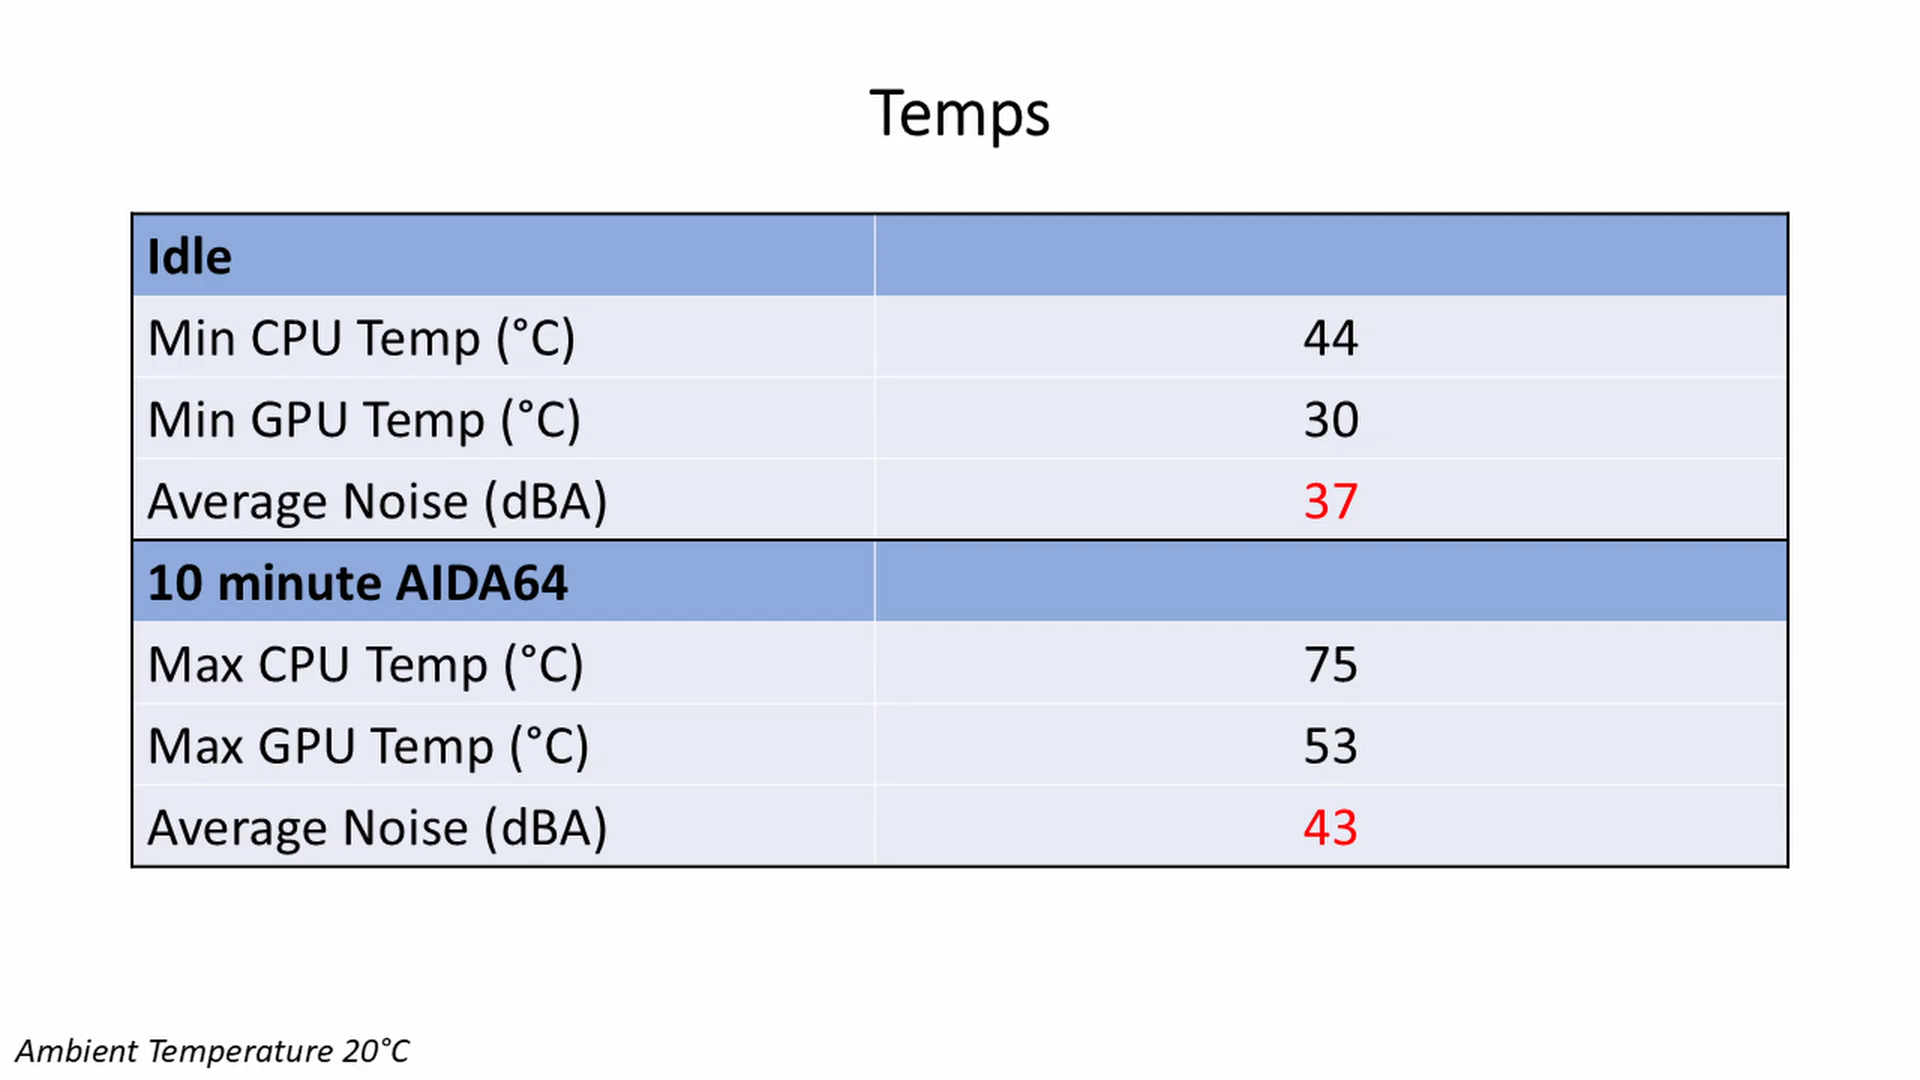 Temps
Idle
Min CPU Temp (°C) 44
Min GPU Temp (°C) 30
Average Noise (dBA) 37
10 minute AIDA64
Max CPU Temp (°C) 75
Max GPU Temp (°C) 53
Average Noise (dBA) 43
Ambient Temperature 20°C